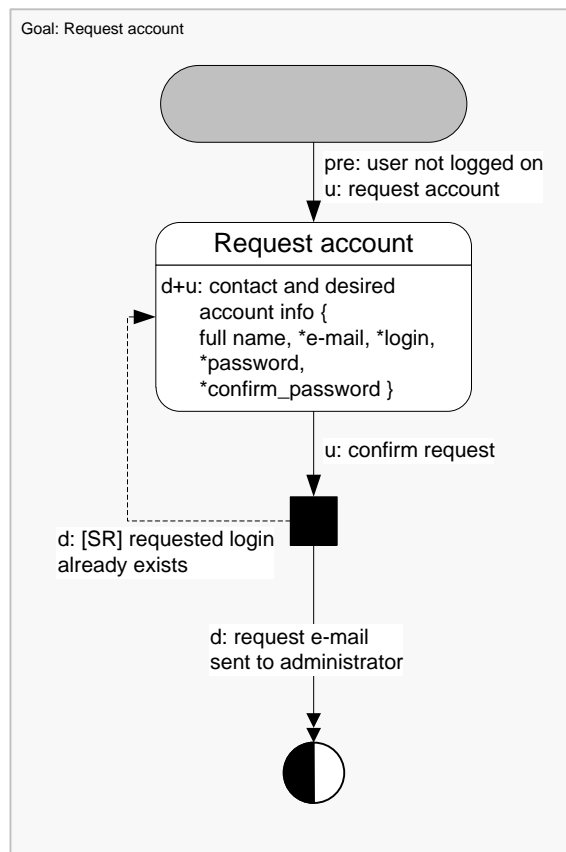 Goal: Request account
pre: user not logged on
u: request account
Request account
d+u: contact and desired
account info {
full name, *e-mail, *login,
*password,
*confirm_password }
u: confirm request
d: [SR] requested login
already exists
d: request e-mail
sent to administrator